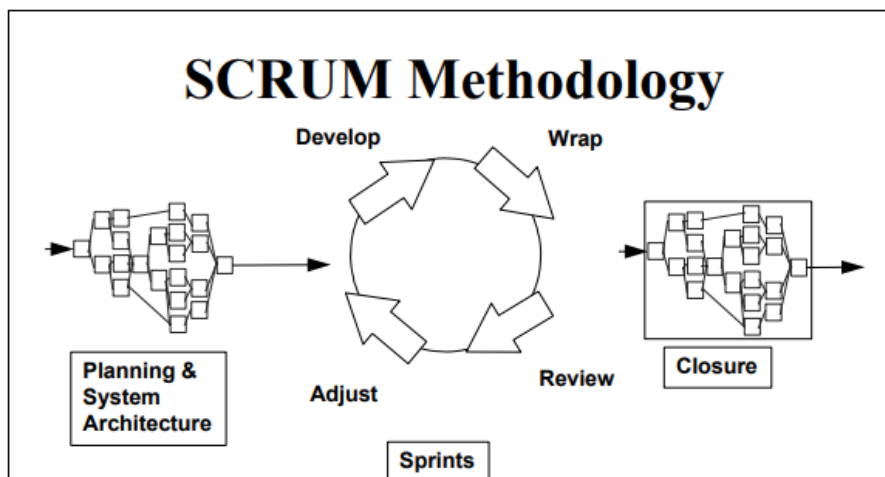 SCRUM Methodology
Develop
Wrap
Planning &
System
Architecture
Adjust
Review
Closure
Sprints